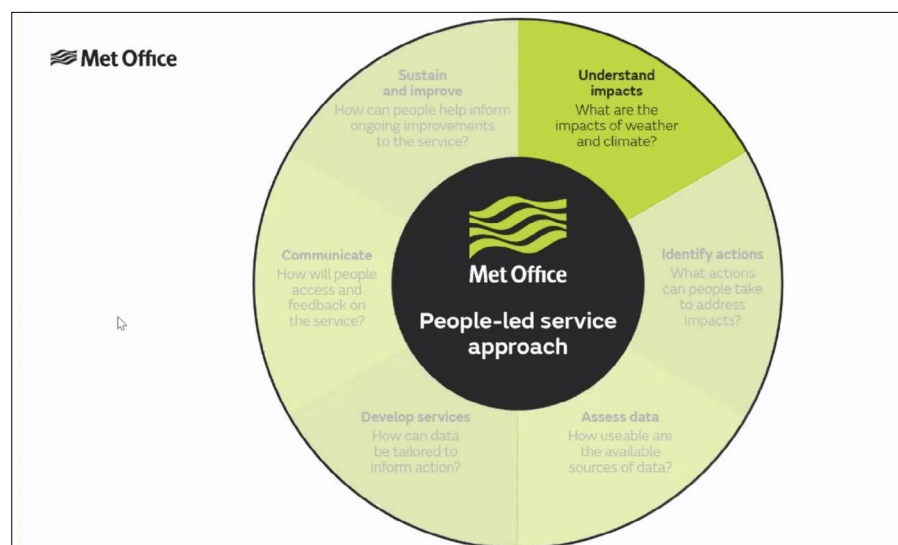 Met Office
Understand
impacts
What are the
impacts of weather
and climate?
Identify actions
What actions
can people take
to address
impacts?
Assess data
How useable are
the available
sources of data?
Develop services
How can data
be tailored to
inform action?
Communicate
How will people
access and
feedback on
the service?
Sustain
and improve
How can people help inform
ongoing improvements
to the service?
Met Office
People-led service
approach